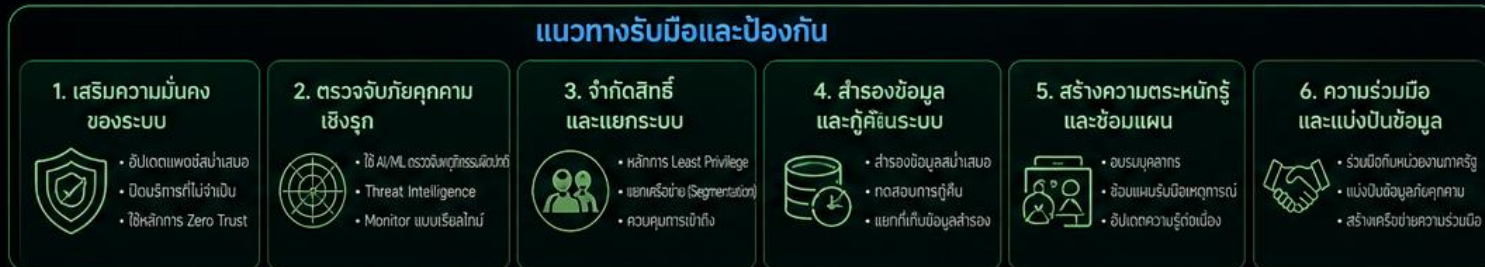 แนวทางรับมือและป้องกัน
1. เสริมความมั่นคง
ของระบบ
• อัปเดตแพตช์สม่ำเสมอ
• ปิดบริการที่ไม่จำเป็น
• ใช้หลักการ Zero Trust
2. ตรวจจับภัยคุกคาม
เชิงรุก
• ใช้ AI/ML ตรวจจับพฤติกรรมผิดปกติ
• Threat Intelligence
• Monitor แบบเรียลไทม์
3. จำกัดสิทธิ์
และแยกระบบ
• หลักการ Least Privilege
• แยกเครือข่าย (Segmentation)
• ควบคุมการเข้าถึง
4. สำรองข้อมูล
และกู้คืนระบบ
• สำรองข้อมูลสม่ำเสมอ
• ทดสอบการกู้คืน
• แยกที่เก็บข้อมูลสำรอง
5. สร้างความตระหนักรู้
และซ้อมแผน
• อบรมบุคลากร
• ซ้อมแผนรับมือเหตุการณ์
• อัปเดตความรู้ต่อเนื่อง
6. ความร่วมมือ
และแบ่งปันข้อมูล
• ร่วมมือกับหน่วยงานภาครัฐ
• แบ่งปันข้อมูลภัยคุกคาม
• สร้างเครือข่ายความร่วมมือ